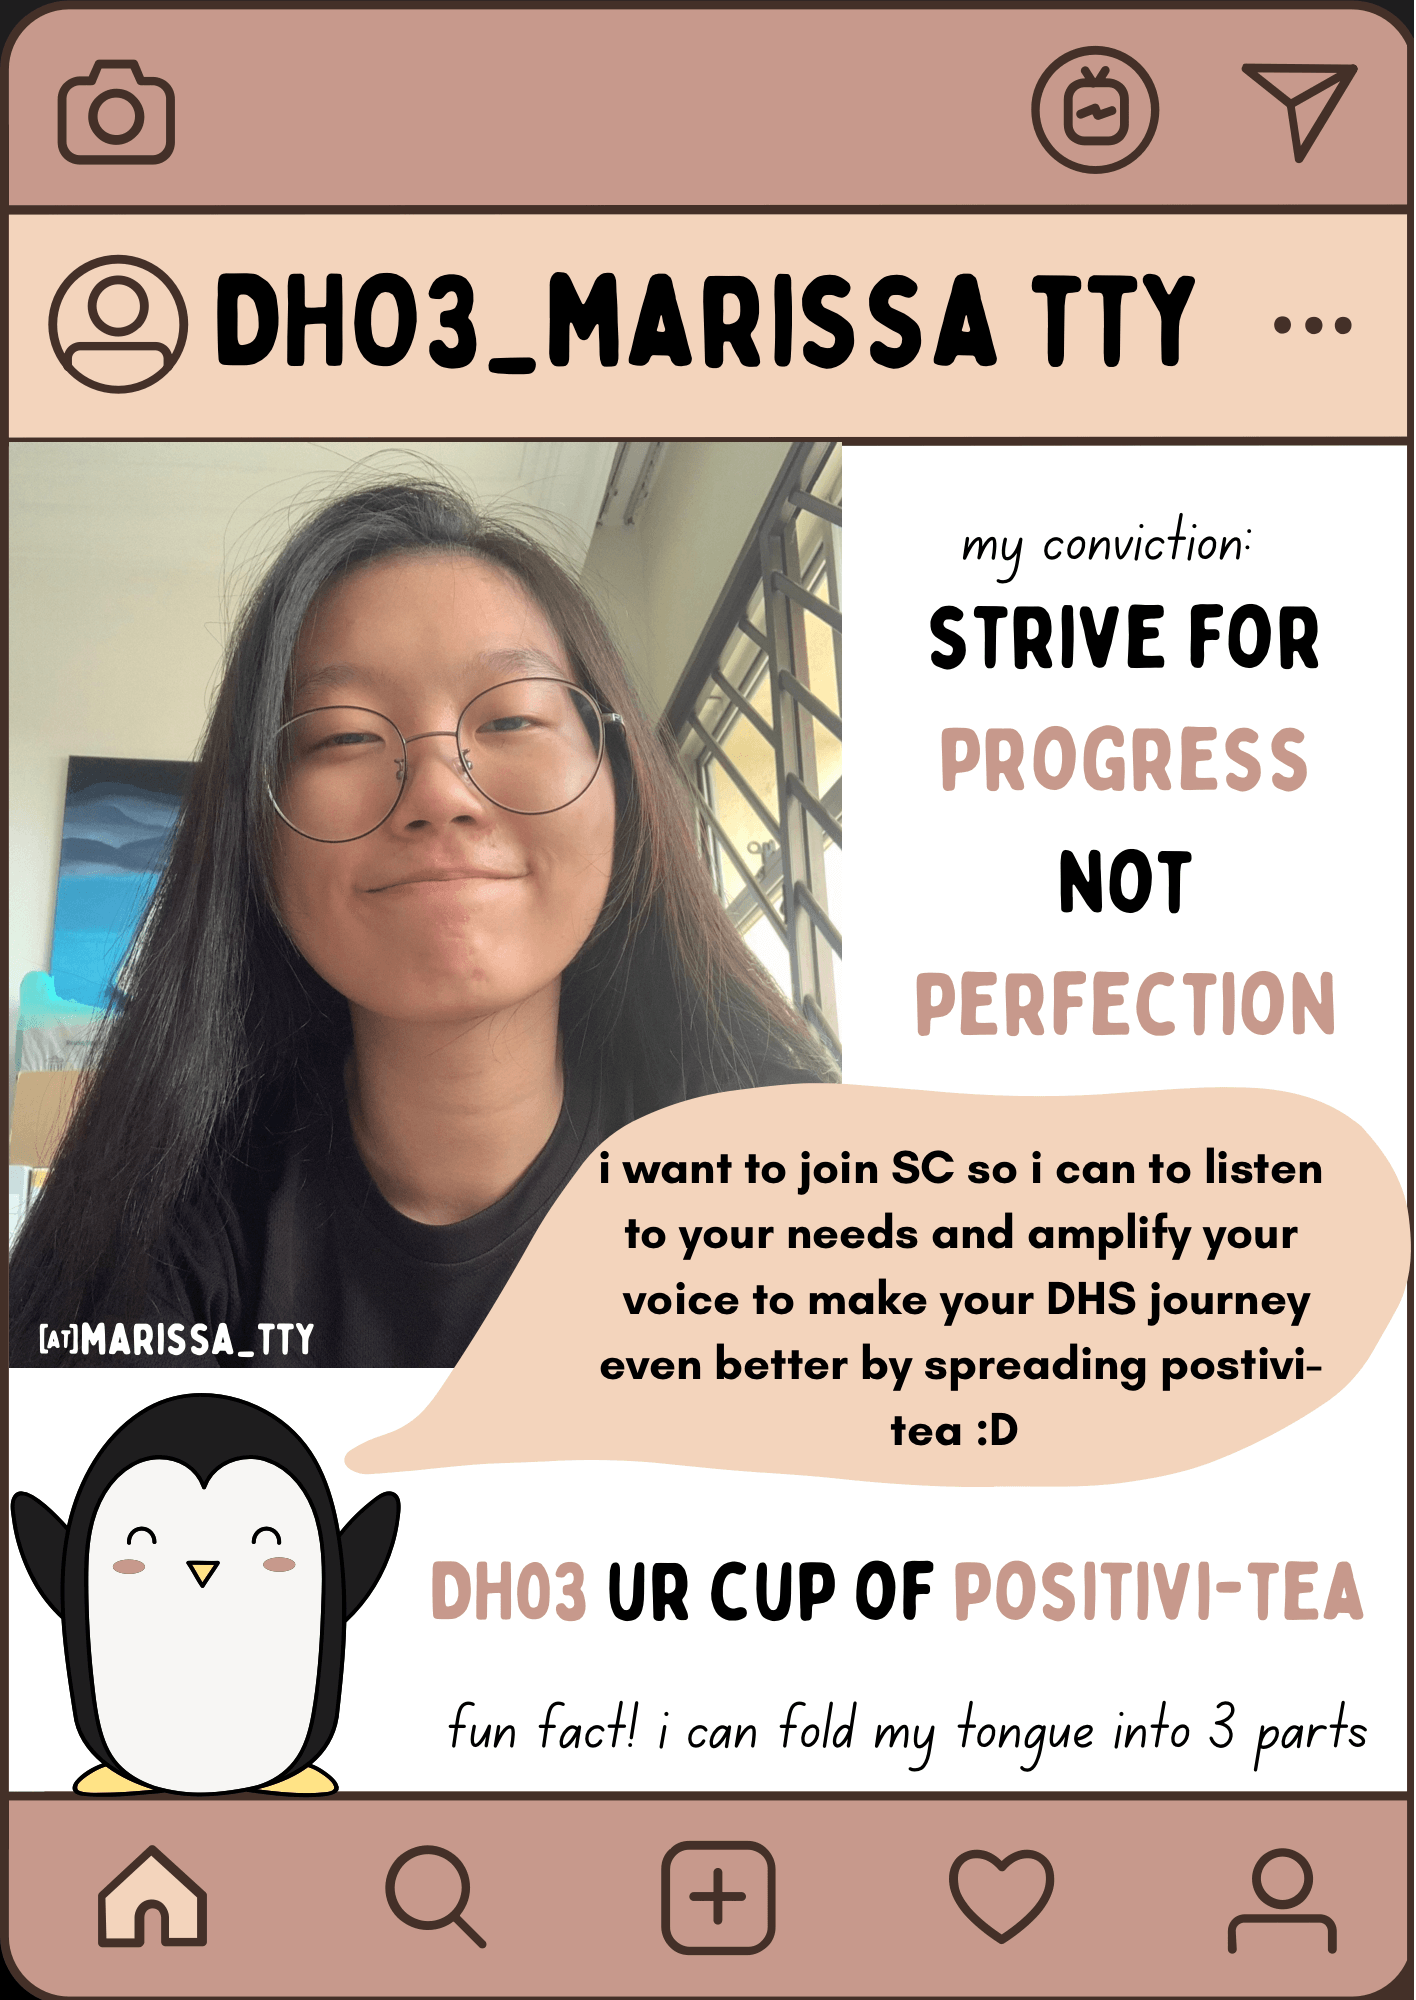 DH03_MARISSA TTY
my conviction:
STRIVE FOR
PROGRESS
NOT
PERFECTION
i want to join SC so i can to listen
to your needs and amplify your
voice to make your DHS journey
even better by spreading postivi-
tea :D
[AT]MARISSA_TTY
DH03 UR CUP OF POSITIVI-TEA
fun fact! i can fold my tongue into 3 parts